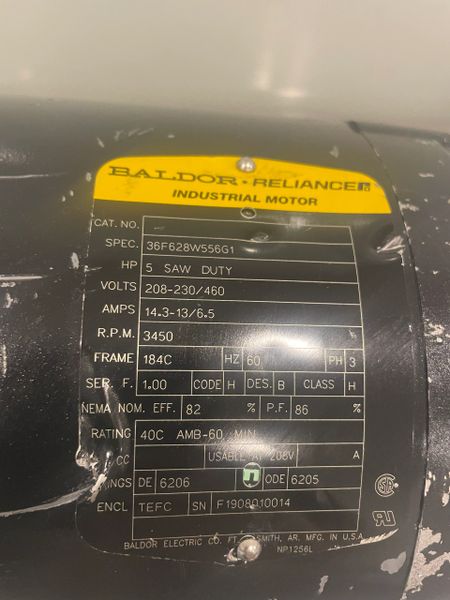 BALDOR · RELIANCE
INDUSTRIAL MOTOR
CAT. NO.
SPEC. 36F628W556G1
HP 5 SAW DUTY
VOLTS 208-230/460
AMPS 14.3-13/6.5
R.P.M. 3450
FRAME 184C HZ 60 PH 3
SER. F. 1.00 CODE H DES. B CLASS H
NEMA NOM. EFF. 82 % P.F. 86 %
RATING 40C AMB-60 MIN
CC USABLE AT 208V A
DE 6206 ODE 6205
ENCL TEFC SN F1908010014
BALDOR ELECTRIC CO. FT. SMITH, AR. MFG. IN U.S.A.
NP1256L